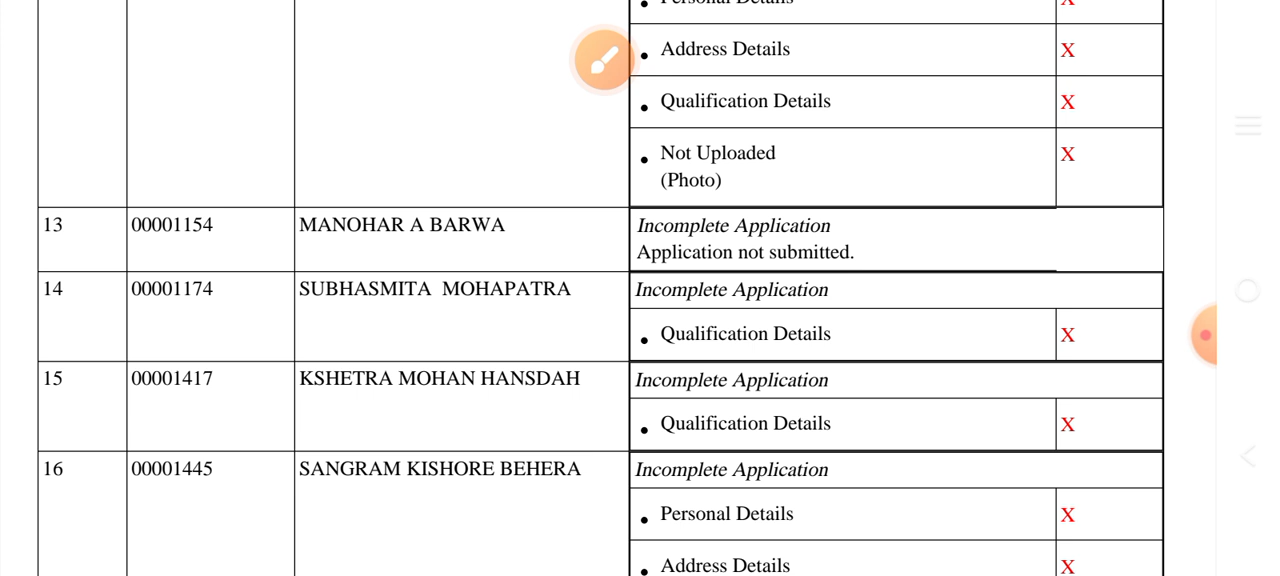 Personal Details X
• Address Details X
• Qualification Details X
• Not Uploaded X
(Photo)
13 00001154 MANOHAR A BARWA Incomplete Application
Application not submitted.
14 00001174 SUBHASMITA MOHAPATRA Incomplete Application
• Qualification Details X
15 00001417 KSHETRA MOHAN HANSDAH Incomplete Application
• Qualification Details X
16 00001445 SANGRAM KISHORE BEHERA Incomplete Application
• Personal Details X
• Address Details X